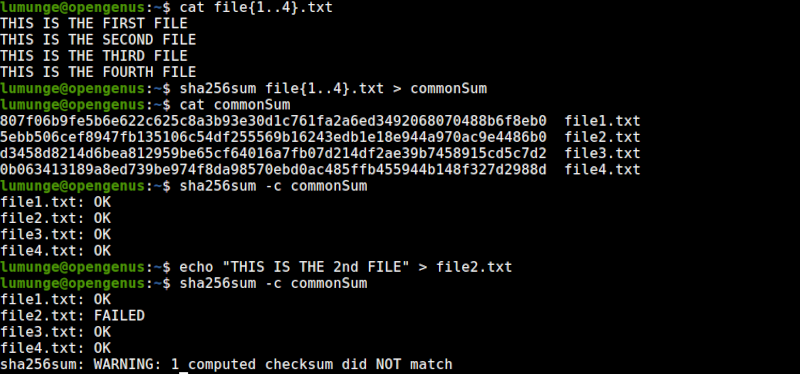 lumunge@opengenus:~$ cat file{1..4}.txt
THIS IS THE FIRST FILE
THIS IS THE SECOND FILE
THIS IS THE THIRD FILE
THIS IS THE FOURTH FILE
lumunge@opengenus:~$ sha256sum file{1..4}.txt > commonSum
lumunge@opengenus:~$ cat commonSum
807f06b9fe5b6e622c625c8a3b93e30d1c761fa2a6ed3492068070488b6f8eb0  file1.txt
5ebb506cef8947fb135106c54df255569b16243edb1e18e944a970ac9e4486b0  file2.txt
d3458d8214d6bea812959be65cf64016a7fb07d214df2ae39b7458915cd5c7d2  file3.txt
0b063413189a8ed739be974f8da98570ebd0ac485ffb455944b148f327d2988d  file4.txt
lumunge@opengenus:~$ sha256sum -c commonSum
file1.txt: OK
file2.txt: OK
file3.txt: OK
file4.txt: OK
lumunge@opengenus:~$ echo "THIS IS THE 2nd FILE" > file2.txt
lumunge@opengenus:~$ sha256sum -c commonSum
file1.txt: OK
file2.txt: FAILED
file3.txt: OK
file4.txt: OK
sha256sum: WARNING: 1 computed checksum did NOT match